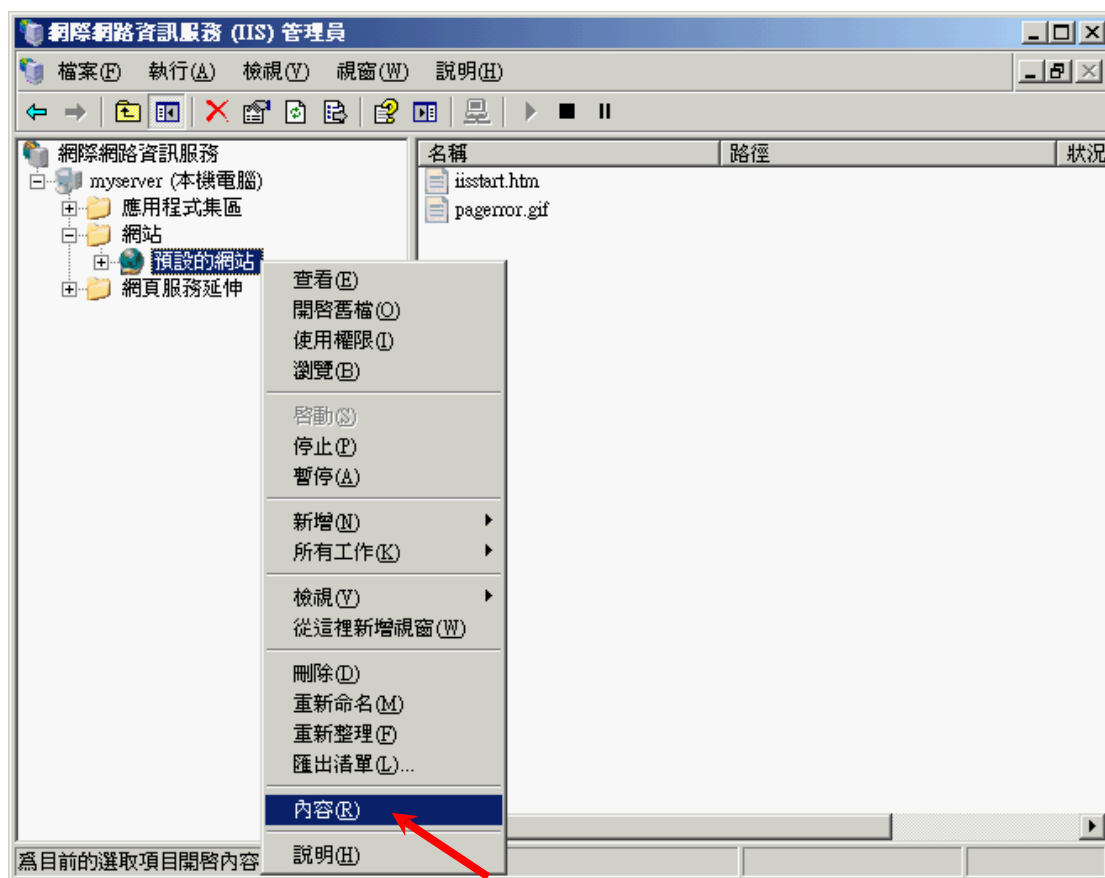 網際網路資訊服務 (IIS) 管理員
檔案(F) 執行(A) 檢視(V) 視窗(W) 說明(H)
名稱 路徑 狀況
網際網路資訊服務
myserver (本機電腦)
應用程式集區
網站
預設的網站
網頁服務延伸
iisstart.htm
pagerror.gif
查看(E)
開啓舊檔(O)
使用權限(I)
瀏覽(B)
啓動(S)
停止(P)
暫停(A)
新增(N)
所有工作(K)
檢視(V)
從這裡新增視窗(W)
刪除(D)
重新命名(M)
重新整理(F)
匯出清單(L)...
內容(R)
說明(H)
爲目前的選取項目開啓內容